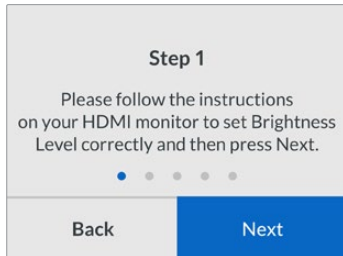 Step 1
Please follow the instructions
on your HDMI monitor to set Brightness
Level correctly and then press Next.
Back
Next